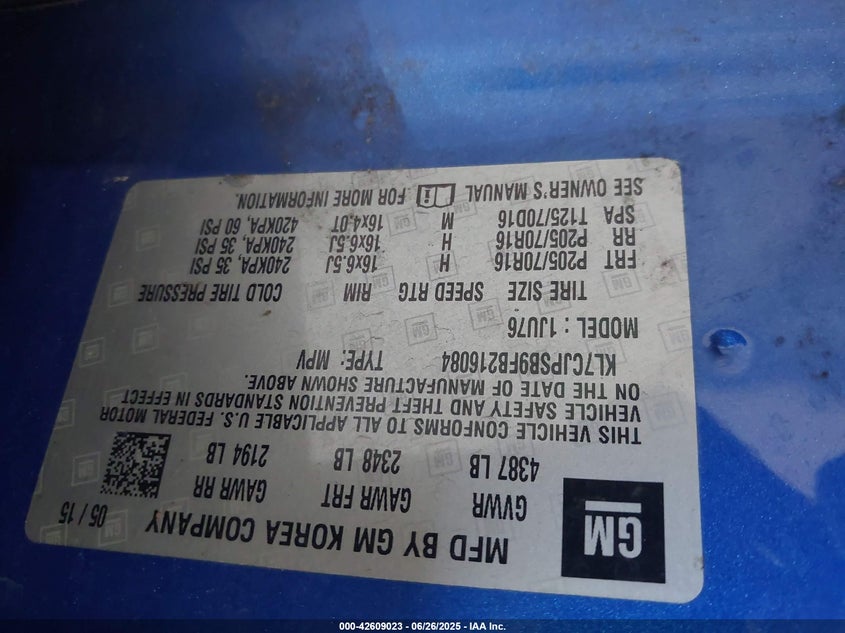 GM
MFD BY GM KOREA COMPANY
05 / 15
GVWR GAWR FRT GAWR RR
4387 LB 2348 LB 2194 LB
THIS VEHICLE CONFORMS TO ALL APPLICABLE U.S. FEDERAL MOTOR
VEHICLE SAFETY AND THEFT PREVENTION STANDARDS IN EFFECT
ON THE DATE OF MANUFACTURE SHOWN ABOVE.
KL7CJPSB9FB216084 TYPE: MPV
MODEL : 1JU76
TIRE SIZE SPEED RTG RIM COLD TIRE PRESSURE
FRT P205/70R16 H 16x6.5J 240KPA, 35 PSI
RR P205/70R16 H 16x6.5J 240KPA, 35 PSI
SPA T125/70D16 M 16x4.0T 420KPA, 60 PSI
SEE OWNER'S MANUAL FOR MORE INFORMATION.
000-42609023 - 06/26/2025 - IAA Inc.